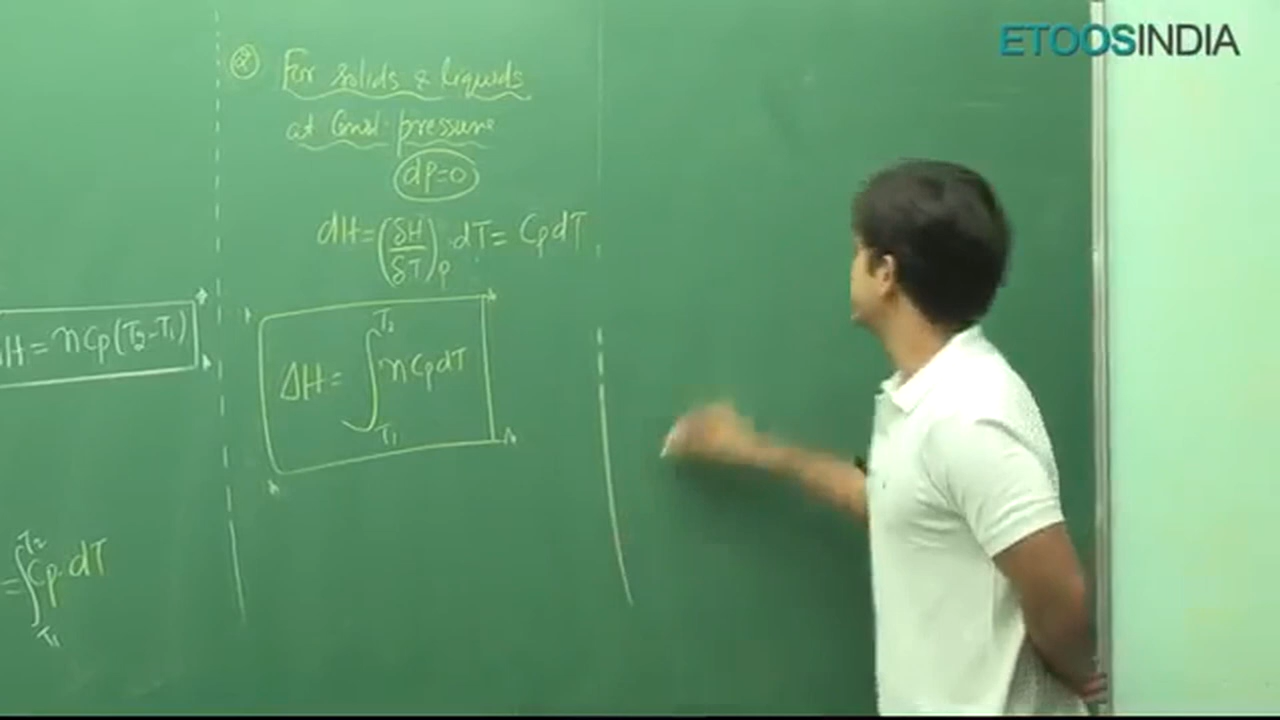 ETOOSINDIA
H = nCp(T2-T1)
= ∫T1T2 Cp dT
② For solids & liquids
at Const. pressure
dP=0
dH = (δH/δT)p . dT = CpdT
ΔH = ∫T1T2 nCpdT